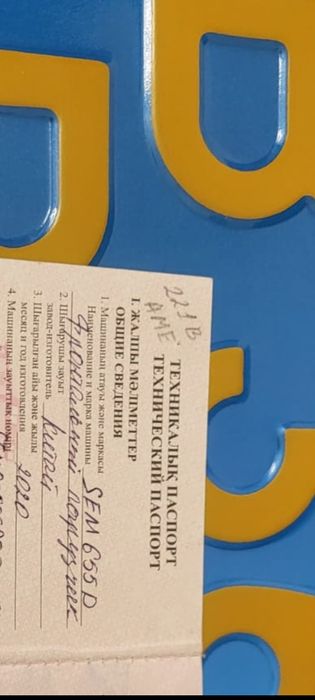 221В
АМЕ
ТЕХНИКАЛЫҚ ПАСПОРТ
ТЕХНИЧЕСКИЙ ПАСПОРТ
I. ЖАЛПЫ МӘЛІМЕТТЕР
ОБЩИЕ СВЕДЕНИЯ
1. Машинаның атауы және маркасы
Наименование и марка машины SEM 655D
Фронтальный погрузчик
2. Шығарушы зауыт
завод-изготовитель Китай
3. Шығарылған айы және жылы
месяц и год изготовления 2020
4. Машинаның зауыттық нөмірі